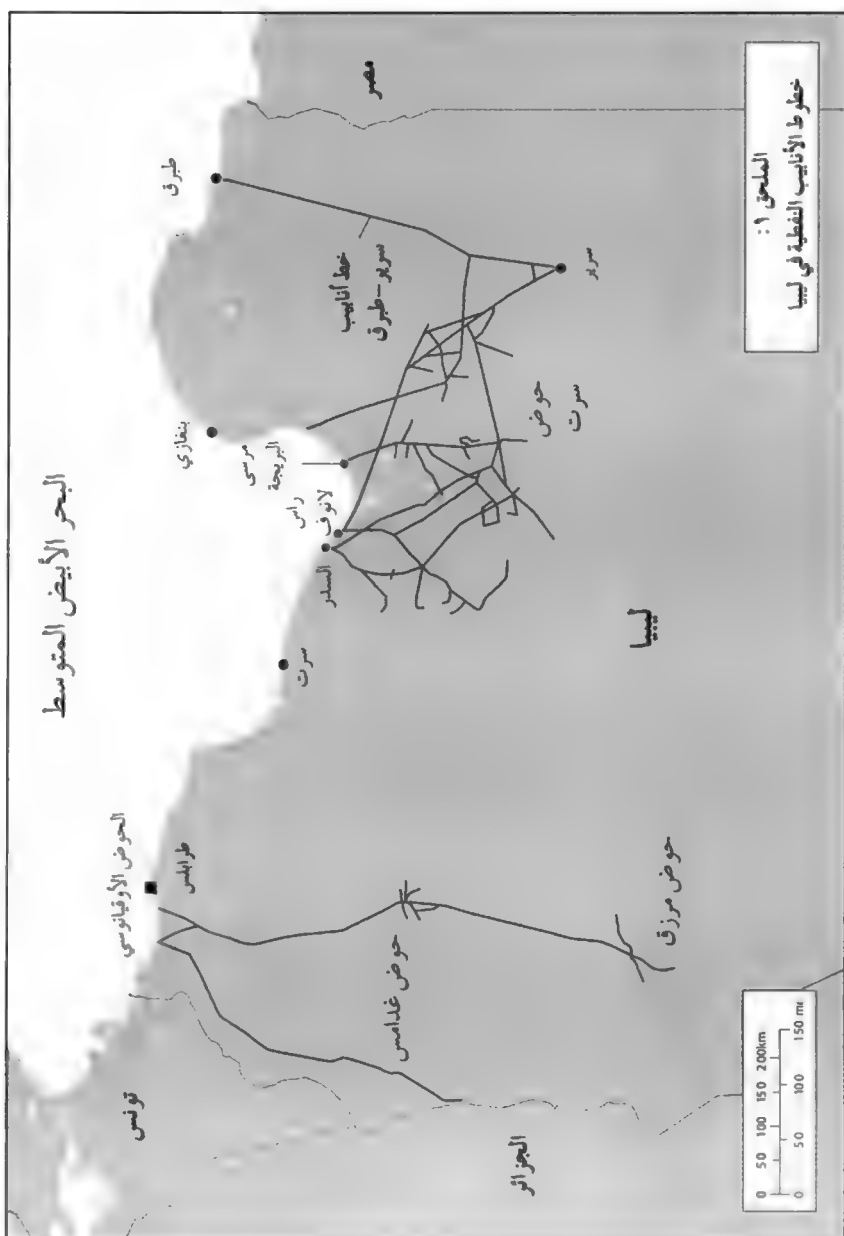 الملحق ١ :
خطوط الأنابيب النفطية في ليبيا
البحر الأبيض المتوسط
مصر
طبرق
خط أنابيب
سرير-طبرق
سرير
بنغازي
مرسى
البريجة
راس
لانوف
السدر
حوض
سرت
سرت
ليبيا
الحوض الأوقيانوسي
طرابلس
حوض غدامس
حوض مرزق
تونس
الجزائر
0 50 100 150 200km
0 50 100 150 mi